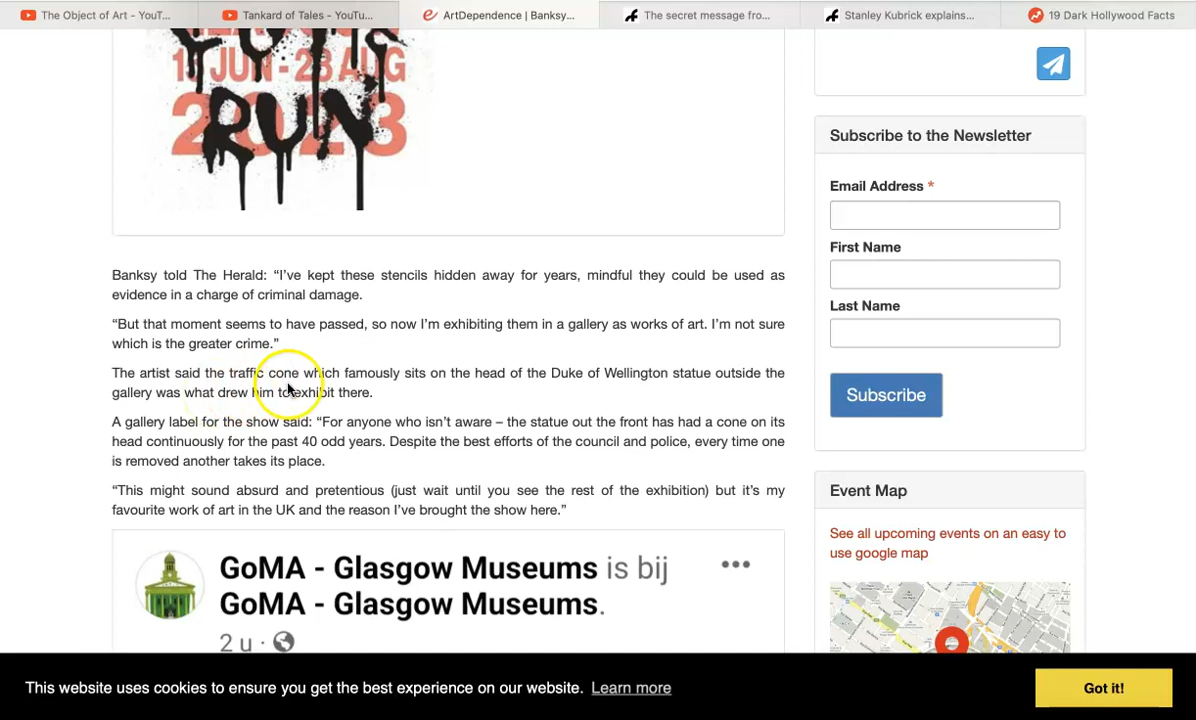 The Object of Art - YouT...
Tankard of Tales - YouTu...
ArtDependence | Banksy...
The secret message fro...
Stanley Kubrick explains...
19 Dark Hollywood Facts
JUN - 28 AUG
2023
RUN
Subscribe to the Newsletter
Email Address *
First Name
Last Name
Subscribe
Banksy told The Herald: “I’ve kept these stencils hidden away for years, mindful they could be used as
evidence in a charge of criminal damage.
“But that moment seems to have passed, so now I’m exhibiting them in a gallery as works of art. I’m not sure
which is the greater crime.”
The artist said the traffic cone which famously sits on the head of the Duke of Wellington statue outside the
gallery was what drew him to exhibit there.
A gallery label for the show said: “For anyone who isn’t aware – the statue out the front has had a cone on its
head continuously for the past 40 odd years. Despite the best efforts of the council and police, every time one
is removed another takes its place.
“This might sound absurd and pretentious (just wait until you see the rest of the exhibition) but it’s my
favourite work of art in the UK and the reason I’ve brought the show here.”
Event Map
See all upcoming events on an easy to
use google map
GoMA - Glasgow Museums is bij
GoMA - Glasgow Museums.
2 u ·
This website uses cookies to ensure you get the best experience on our website. Learn more
Got it!